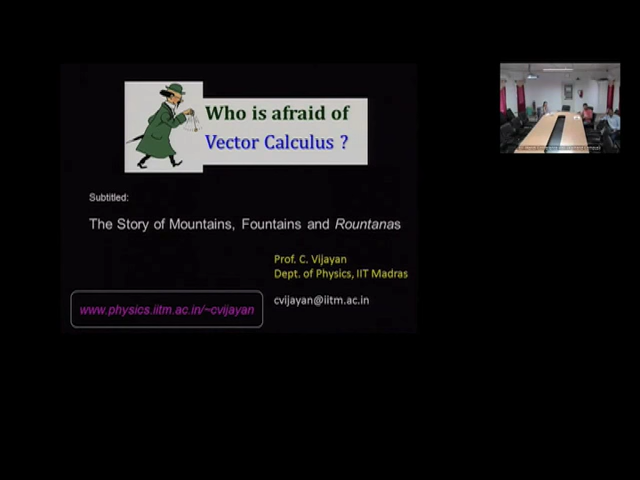 Who is afraid of
Vector Calculus ?
Subtitled:
The Story of Mountains, Fountains and Rountanas
Prof. C. Vijayan
Dept. of Physics, IIT Madras
cvijayan@iitm.ac.in
www.physics.iitm.ac.in/~cvijayan